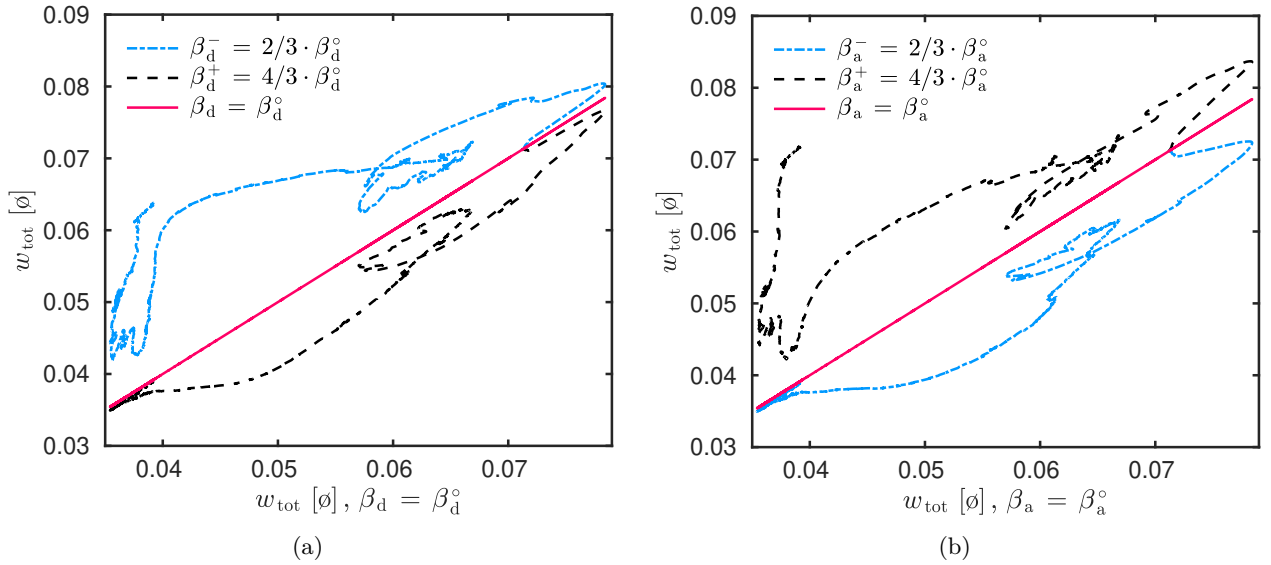 0.09
0.08
0.07
0.06
0.05
0.04
0.03
w_tot [ø]
β_d^- = 2/3 · β_d^∘
β_d^+ = 4/3 · β_d^∘
β_d = β_d^∘
0.04 0.05 0.06 0.07
w_tot [ø], β_d = β_d^∘
(a)
0.09
0.08
0.07
0.06
0.05
0.04
0.03
w_tot [ø]
β_a^- = 2/3 · β_a^∘
β_a^+ = 4/3 · β_a^∘
β_a = β_a^∘
0.04 0.05 0.06 0.07
w_tot [ø], β_a = β_a^∘
(b)